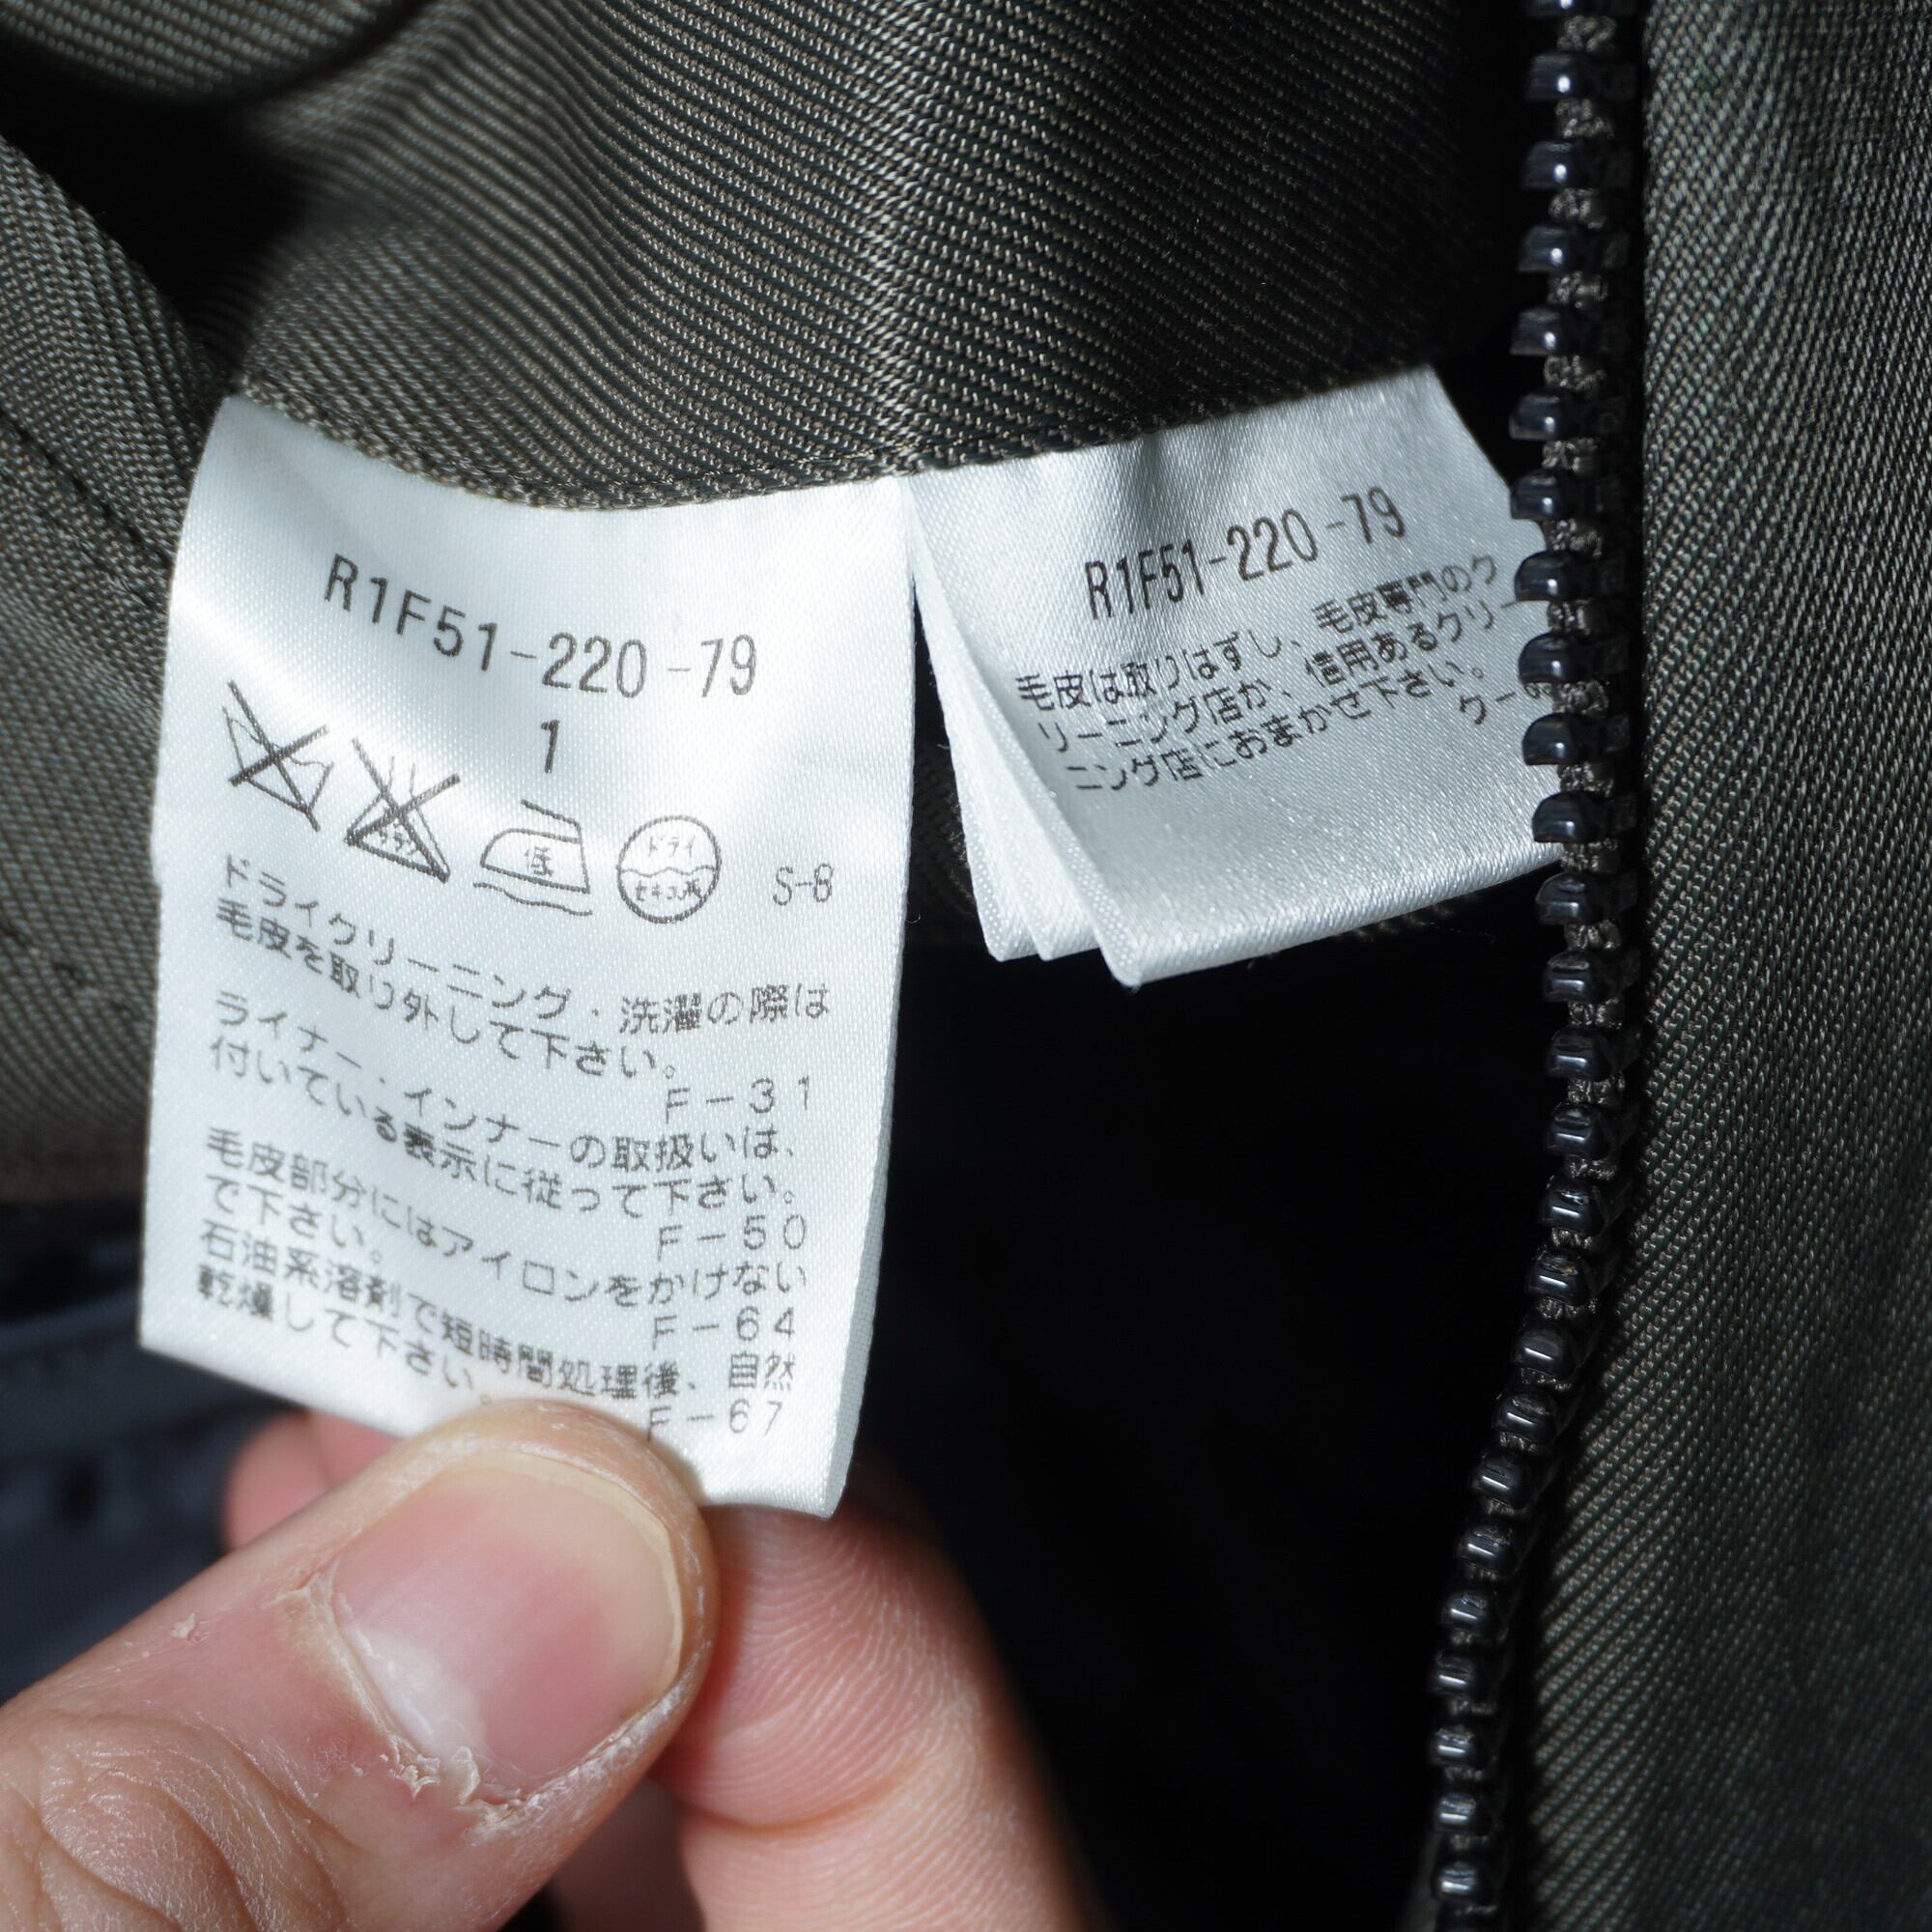 R1F51-220-79
1
低
ドライ
セキユ系
S-8
ドライクリーニング・洗濯の際は
毛皮を取り外して下さい。
F-31
ライナー・インナーの取扱いは、
付いている表示に従って下さい。
F-50
毛皮部分にはアイロンをかけない
で下さい。
F-64
石油系溶剤で短時間処理後、自然
乾燥して下さい。
F-67
R1F51-220-79
毛皮は取りはずし、毛皮専門のク
リーニング店か、信用あるクリー
ニング店におまかせ下さい。